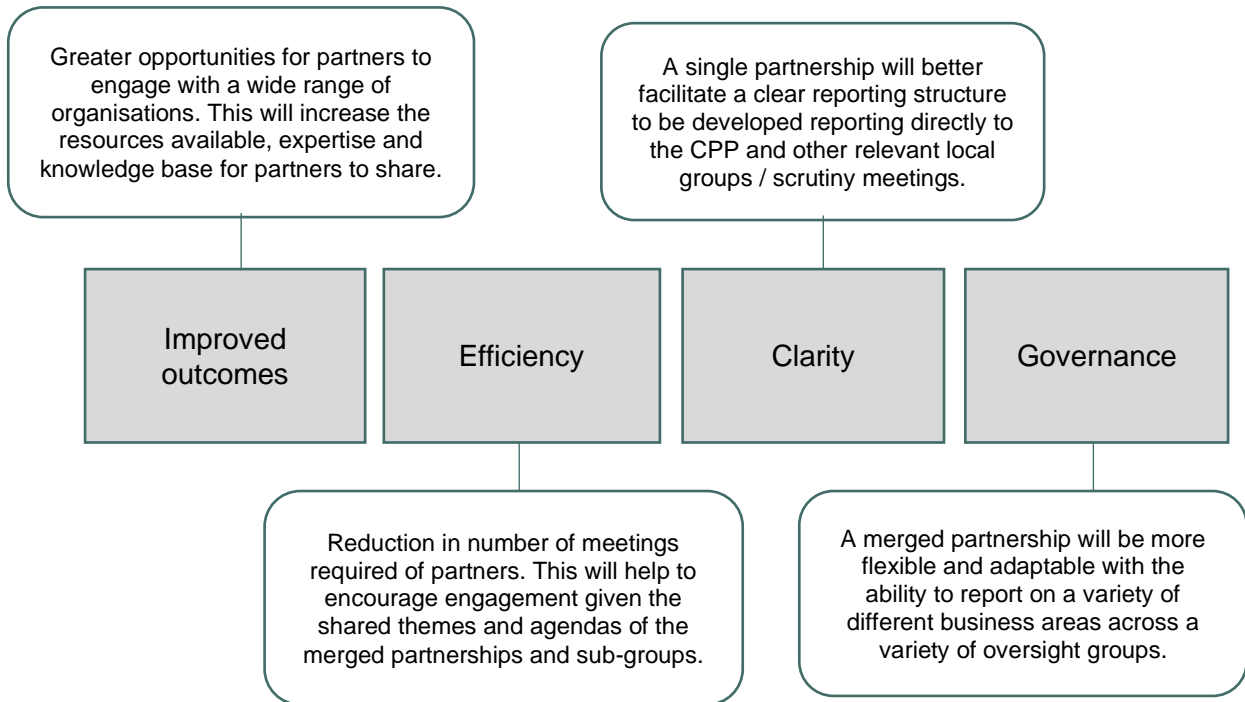 Greater opportunities for partners to
engage with a wide range of
organisations. This will increase the
resources available, expertise and
knowledge base for partners to share.
A single partnership will better
facilitate a clear reporting structure
to be developed reporting directly to
the CPP and other relevant local
groups / scrutiny meetings.
Improved
outcomes
Efficiency
Clarity
Governance
Reduction in number of meetings
required of partners. This will help to
encourage engagement given the
shared themes and agendas of the
merged partnerships and sub-groups.
A merged partnership will be more
flexible and adaptable with the
ability to report on a variety of
different business areas across a
variety of oversight groups.